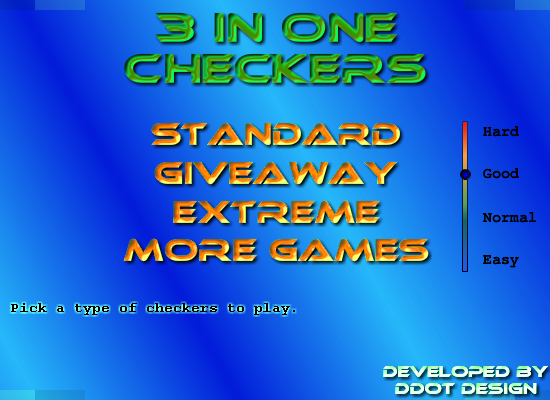 3 IN ONE
CHECKERS
STANDARD
GIVEAWAY
EXTREME
MORE GAMES
Hard
Good
Normal
Easy
Pick a type of checkers to play.
DEVELOPED BY
DDOT DESIGN